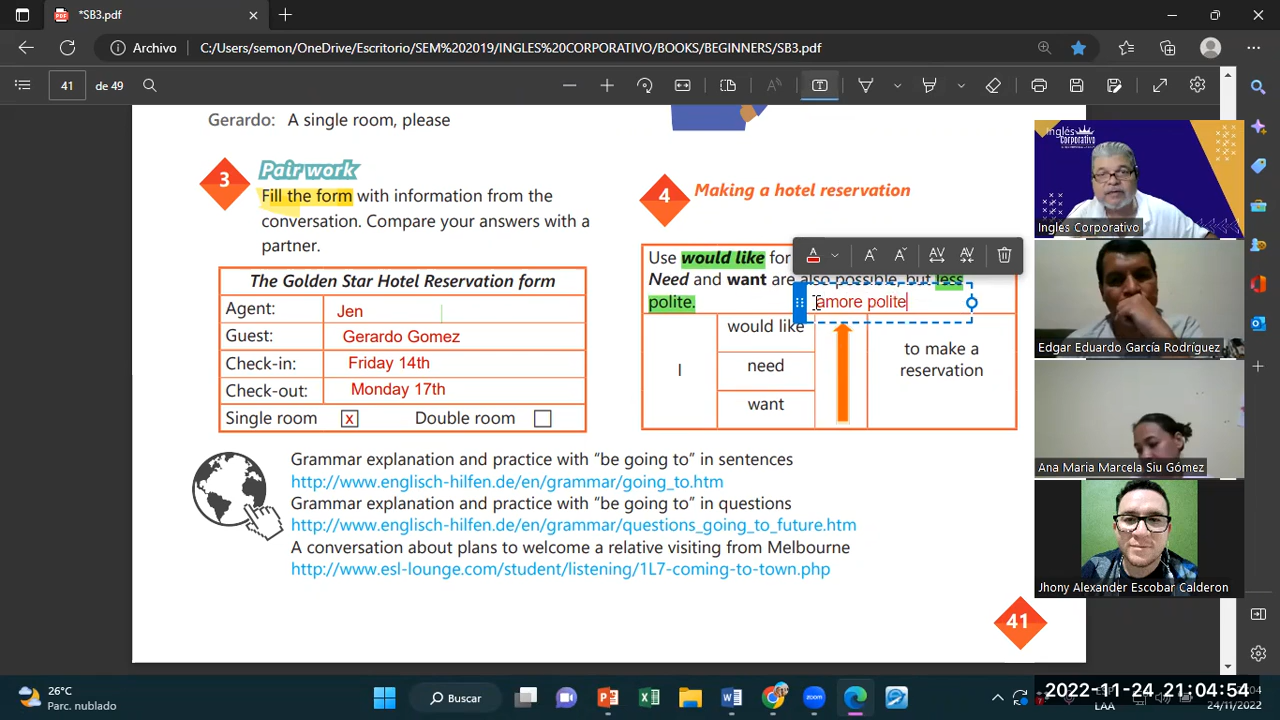 *SB3.pdf
Archivo
C:/Users/semon/OneDrive/Escritorio/SEM%202019/INGLES%20CORPORATIVO/BOOKS/BEGINNERS/SB3.pdf
41
de 49
Gerardo: A single room, please
3
Pair work
Fill the form with information from the
conversation. Compare your answers with a
partner.
The Golden Star Hotel Reservation form
Agent: Jen
Guest: Gerardo Gomez
Check-in: Friday 14th
Check-out: Monday 17th
Single room x Double room
4
Making a hotel reservation
Use would like for
Need and want are also possible, but less
polite.
amore polite
I
would like
need
want
to make a
reservation
Grammar explanation and practice with “be going to” in sentences
http://www.englisch-hilfen.de/en/grammar/going_to.htm
Grammar explanation and practice with “be going to” in questions
http://www.englisch-hilfen.de/en/grammar/questions_going_to_future.htm
A conversation about plans to welcome a relative visiting from Melbourne
http://www.esl-lounge.com/student/listening/1L7-coming-to-town.php
41
Inglés
Corporativo
Ingles Corporativo
Edgar Eduardo García Rodríguez
Ana Maria Marcela Siu Gómez
Jhony Alexander Escobar Calderon
26°C
Parc. nublado
Buscar
zoom
ESP
LAA
2022-11-24 21:04:54
24/11/2022